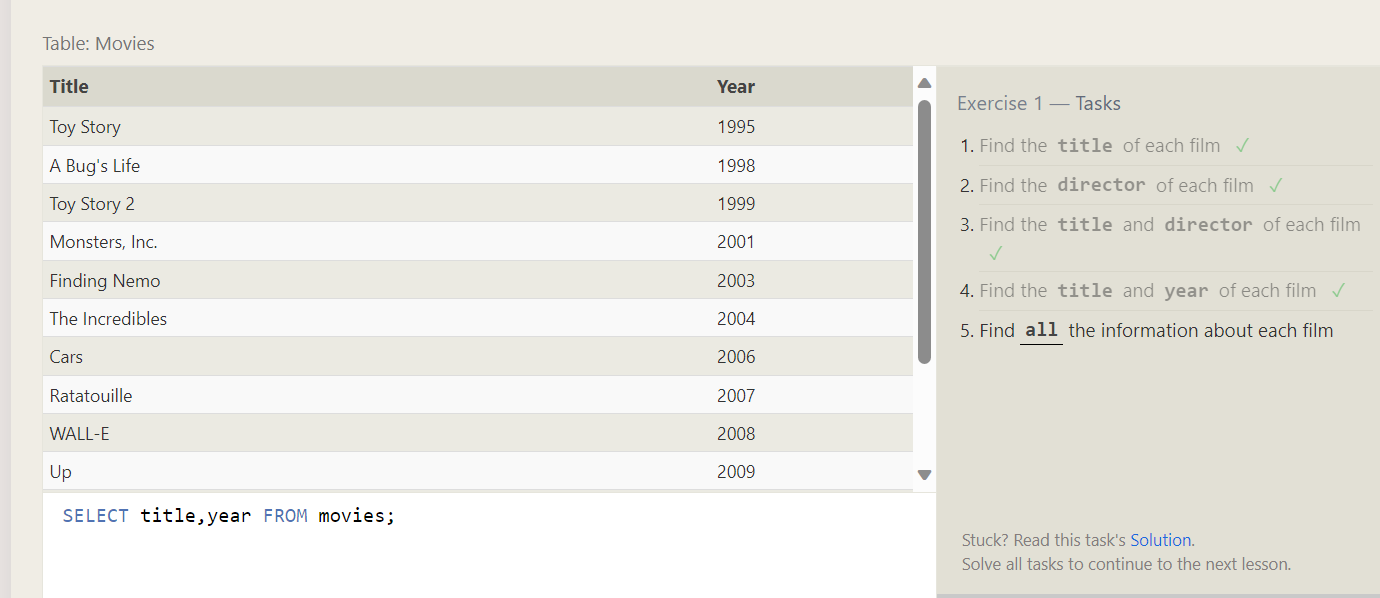 Table: Movies
Title Year
Toy Story 1995
A Bug's Life 1998
Toy Story 2 1999
Monsters, Inc. 2001
Finding Nemo 2003
The Incredibles 2004
Cars 2006
Ratatouille 2007
WALL-E 2008
Up 2009
SELECT title,year FROM movies;
Exercise 1 — Tasks
1. Find the title of each film ✓
2. Find the director of each film ✓
3. Find the title and director of each film
✓
4. Find the title and year of each film ✓
5. Find all the information about each film
Stuck? Read this task's Solution.
Solve all tasks to continue to the next lesson.